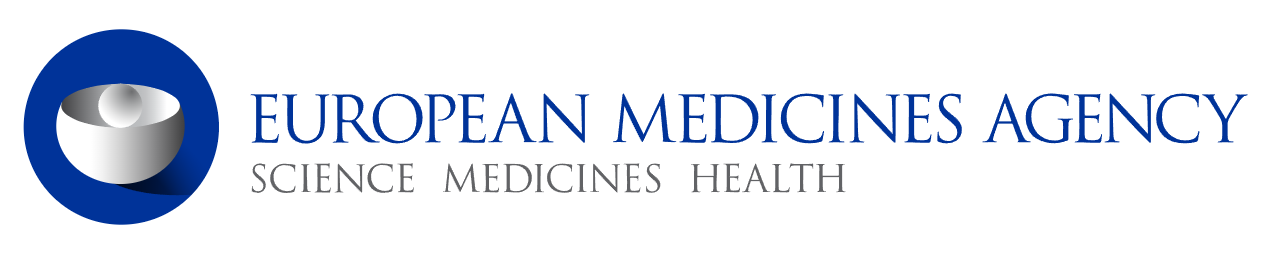 EUROPEAN MEDICINES AGENCY
SCIENCE MEDICINES HEALTH